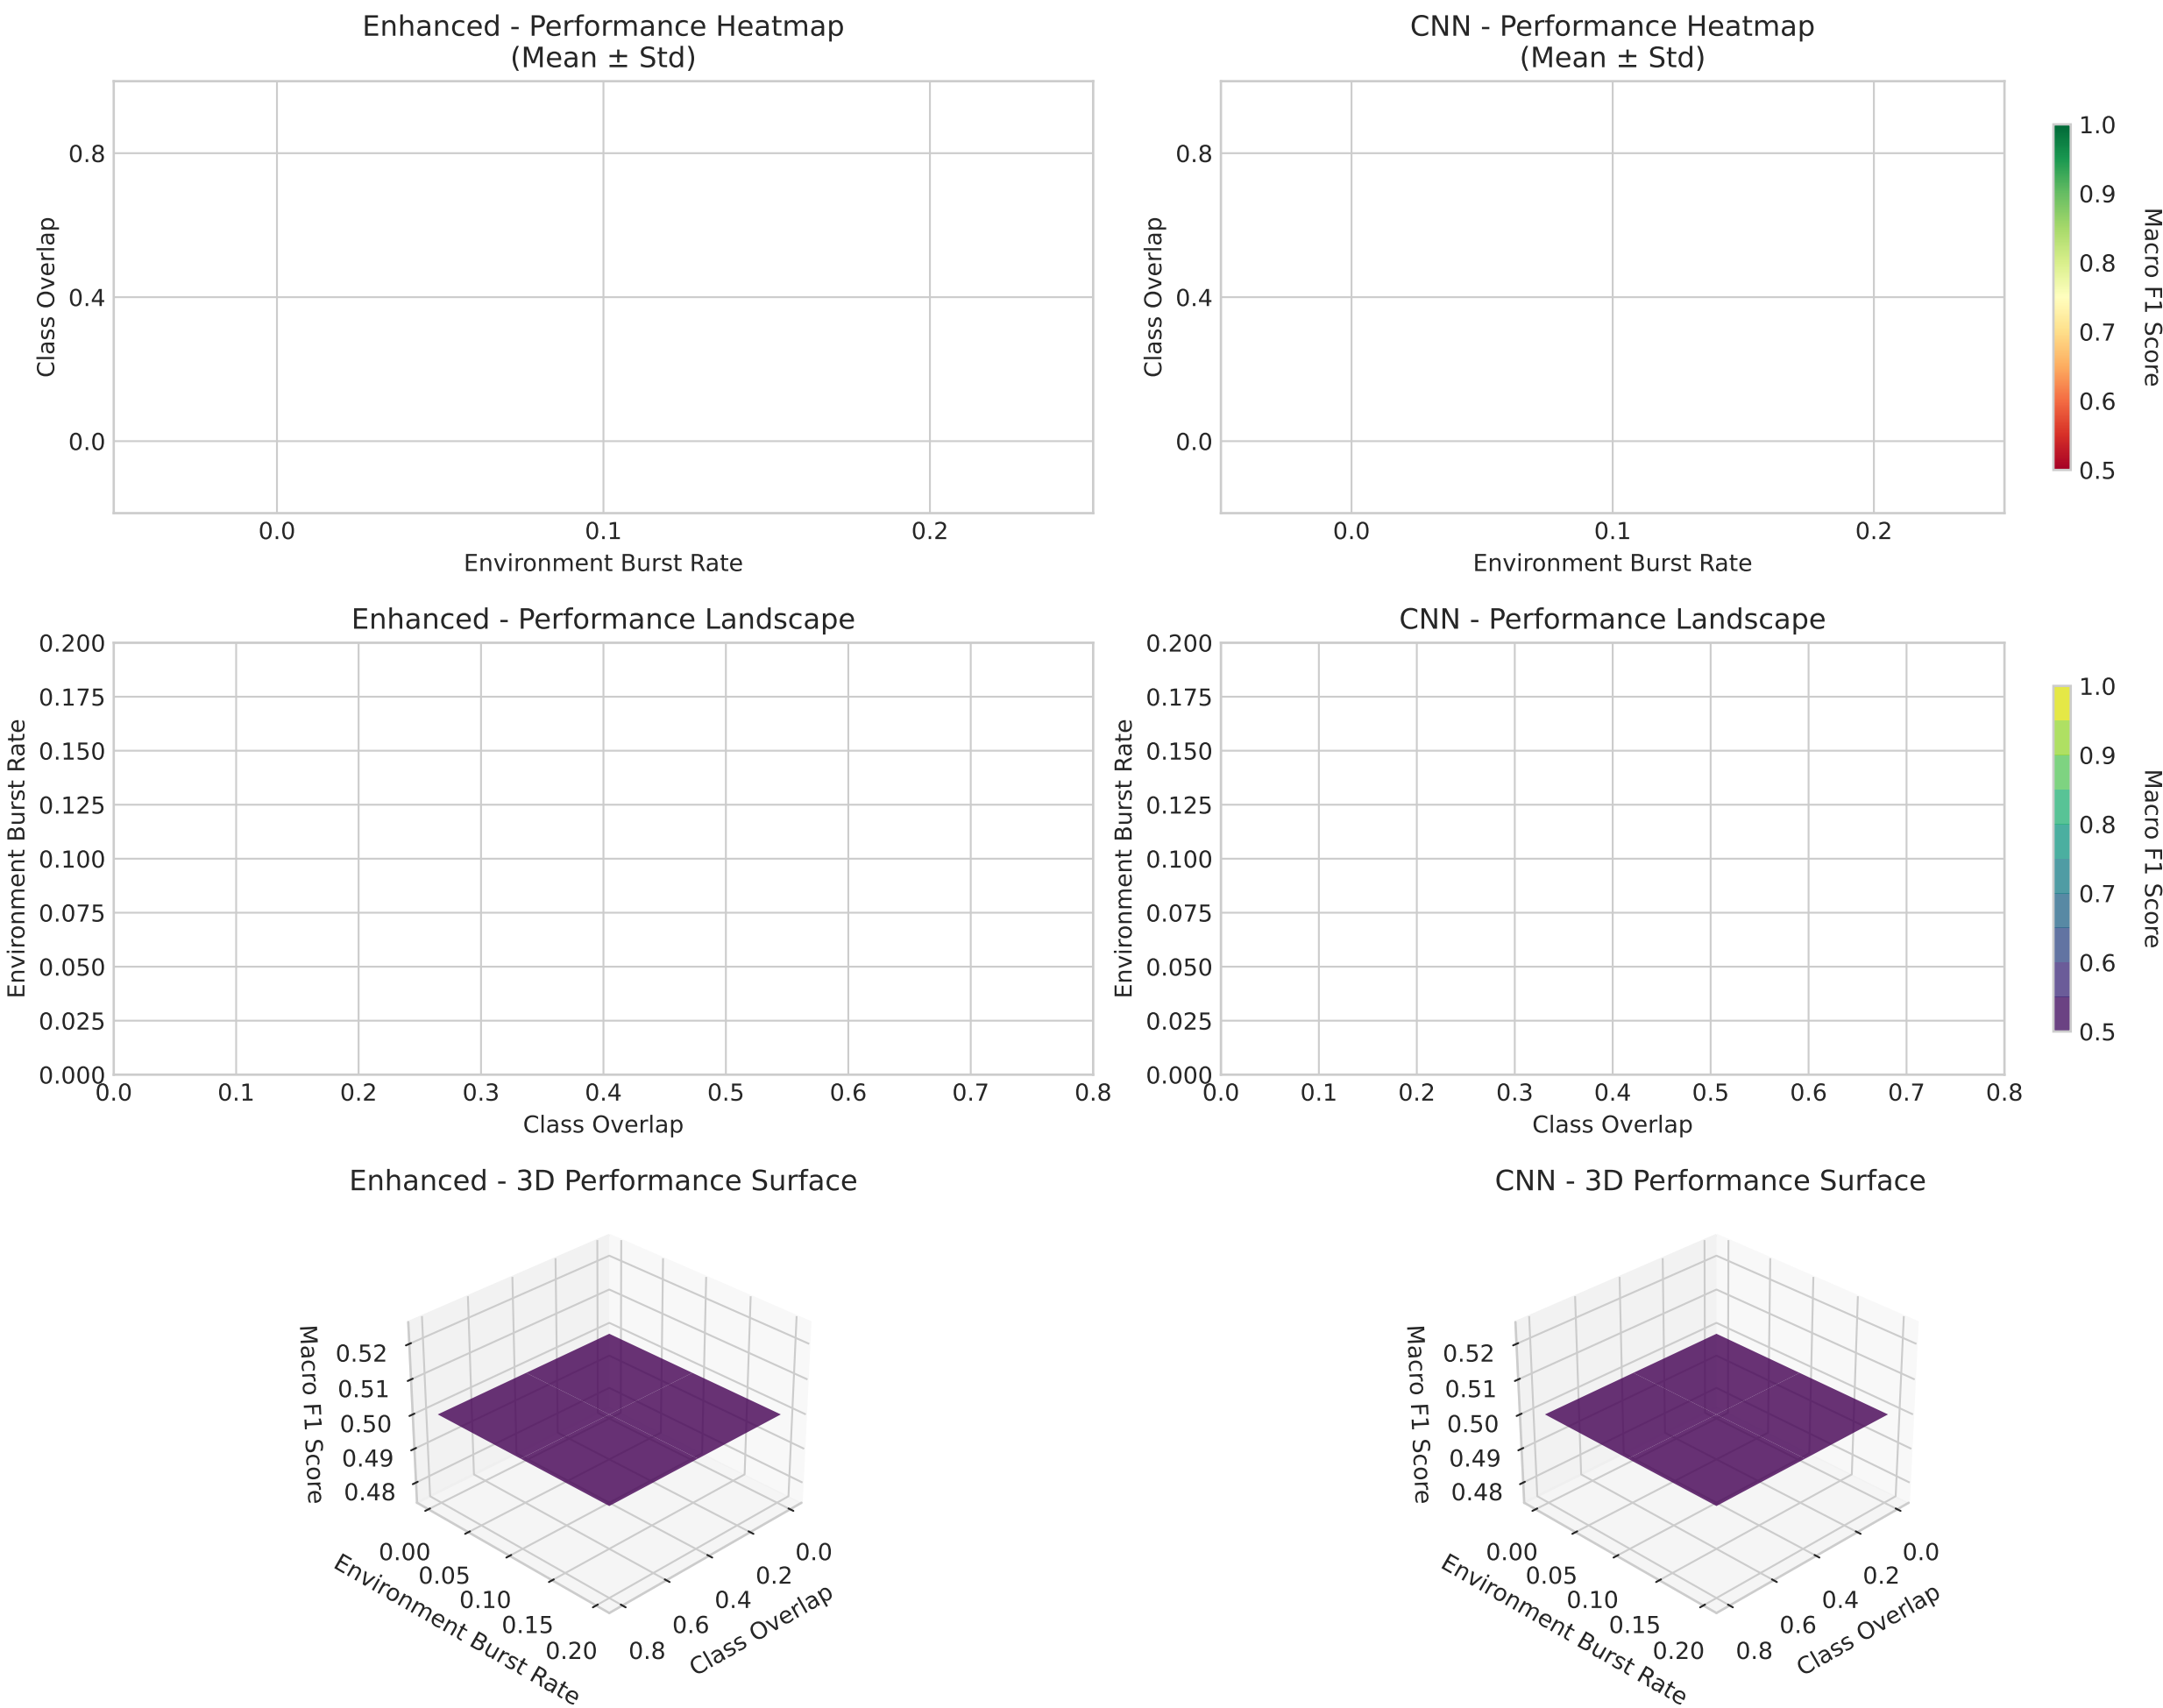 Enhanced - Performance Heatmap
(Mean ± Std)
0.8
0.4
0.0
Class Overlap
0.0 0.1 0.2
Environment Burst Rate
CNN - Performance Heatmap
(Mean ± Std)
0.8
0.4
0.0
Class Overlap
0.0 0.1 0.2
Environment Burst Rate
1.0
0.9
0.8
0.7
0.6
0.5
Macro F1 Score
Enhanced - Performance Landscape
0.200
0.175
0.150
0.125
0.100
0.075
0.050
0.025
0.000
Environment Burst Rate
0.0 0.1 0.2 0.3 0.4 0.5 0.6 0.7 0.8
Class Overlap
CNN - Performance Landscape
0.200
0.175
0.150
0.125
0.100
0.075
0.050
0.025
0.000
Environment Burst Rate
0.0 0.1 0.2 0.3 0.4 0.5 0.6 0.7 0.8
Class Overlap
1.0
0.9
0.8
0.7
0.6
0.5
Macro F1 Score
Enhanced - 3D Performance Surface
0.52
0.51
0.50
0.49
0.48
Macro F1 Score
0.00
0.05
0.10
0.15
0.20
Environment Burst Rate
0.0
0.2
0.4
0.6
0.8
Class Overlap
CNN - 3D Performance Surface
0.52
0.51
0.50
0.49
0.48
Macro F1 Score
0.00
0.05
0.10
0.15
0.20
Environment Burst Rate
0.0
0.2
0.4
0.6
0.8
Class Overlap